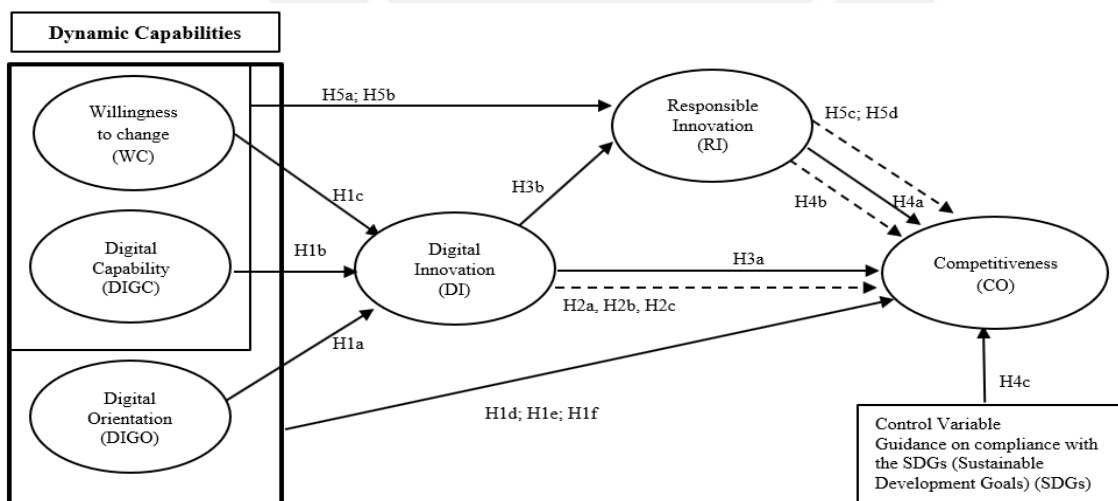 Dynamic Capabilities
Willingness
to change
(WC)
H5a; H5b
Responsible
Innovation
(RI)
H5c; H5d
H1c
H3b
H4b
H4a
Digital
Capability
(DIGC)
H1b
Digital
Innovation
(DI)
H3a
H2a, H2b, H2c
Competitiveness
(CO)
H1a
Digital
Orientation
(DIGO)
H1d; H1e; H1f
H4c
Control Variable
Guidance on compliance with
the SDGs (Sustainable
Development Goals) (SDGs)